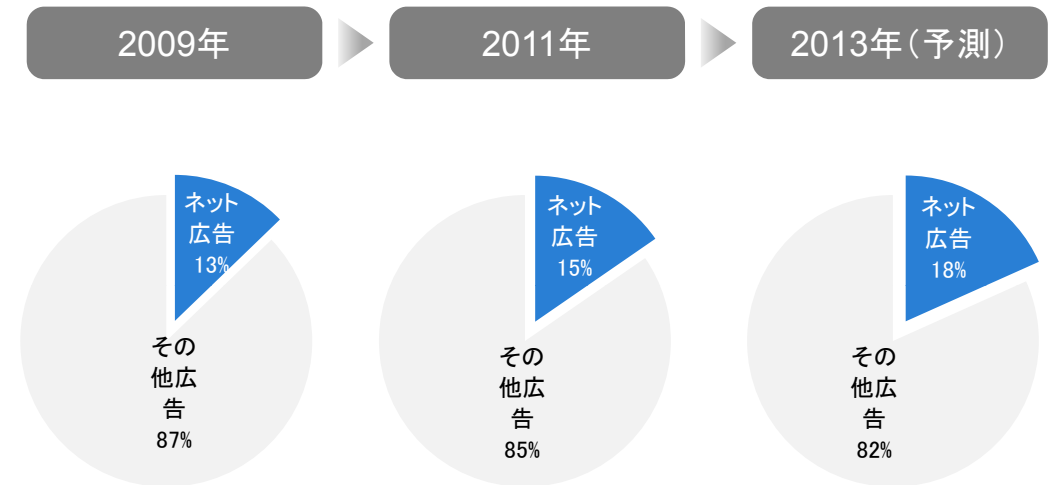 2009年
2011年
2013年（予測）
ネット
広告
13%
その
他広
告
87%
ネット
広告
15%
その
他広
告
85%
ネット
広告
18%
その
他広
告
82%